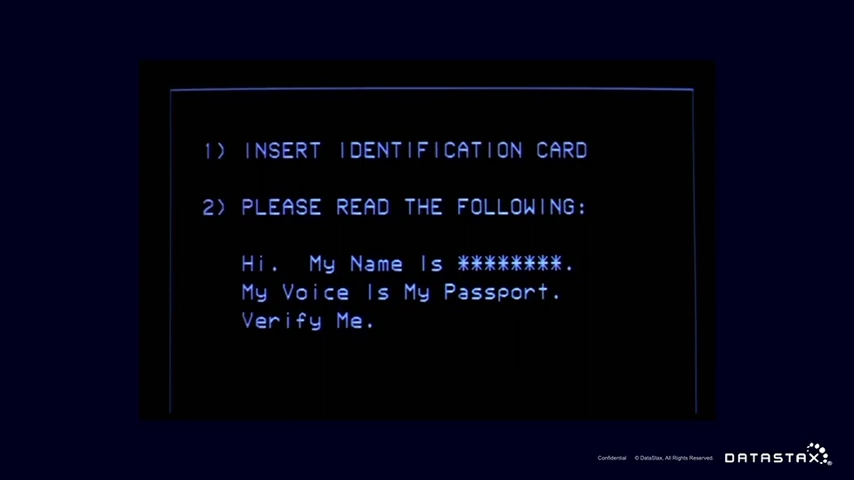 1) INSERT IDENTIFICATION CARD
2) PLEASE READ THE FOLLOWING:
Hi. My Name Is ********.
My Voice Is My Passport.
Verify Me.
Confidential © DataStax, All Rights Reserved. DATASTAX®